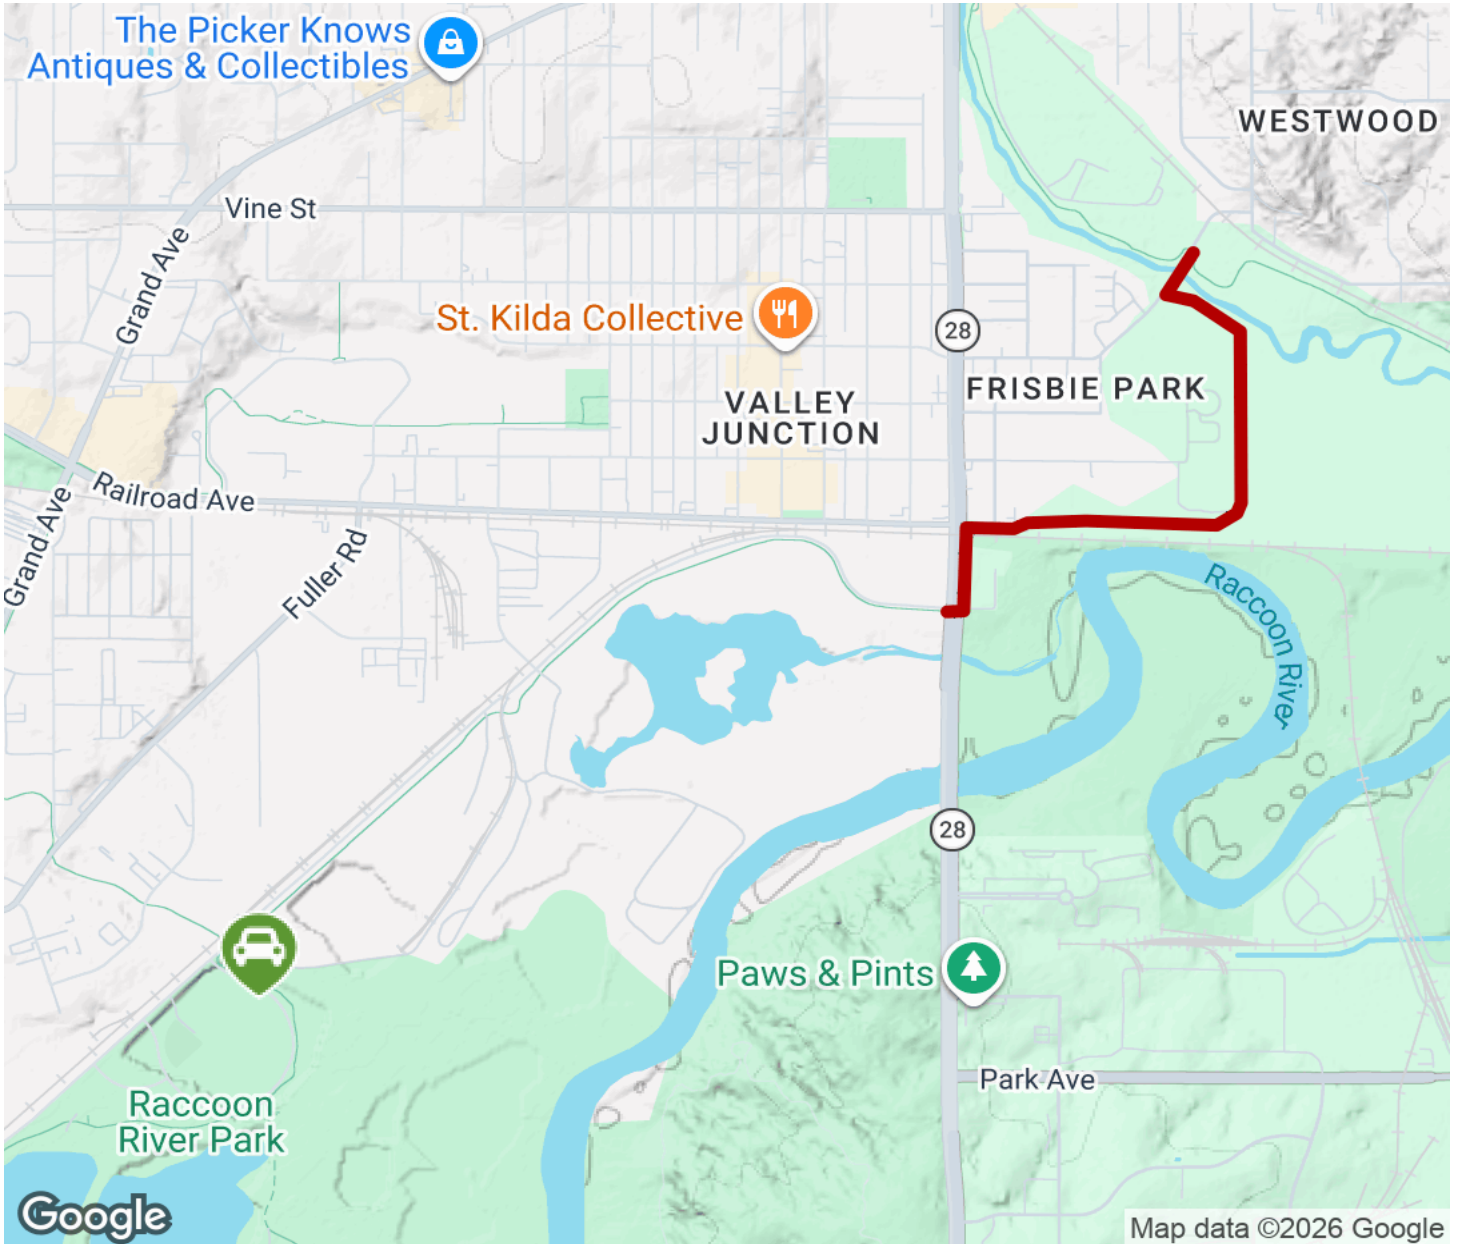 The Picker Knows
Antiques & Collectibles
WESTWOOD
Vine St
Grand Ave
St. Kilda Collective
28
FRISBIE PARK
VALLEY
JUNCTION
Railroad Ave
Grand Ave
Fuller Rd
Raccoon River
28
Paws & Pints
Park Ave
Raccoon
River Park
Google
Map data ©2026 Google